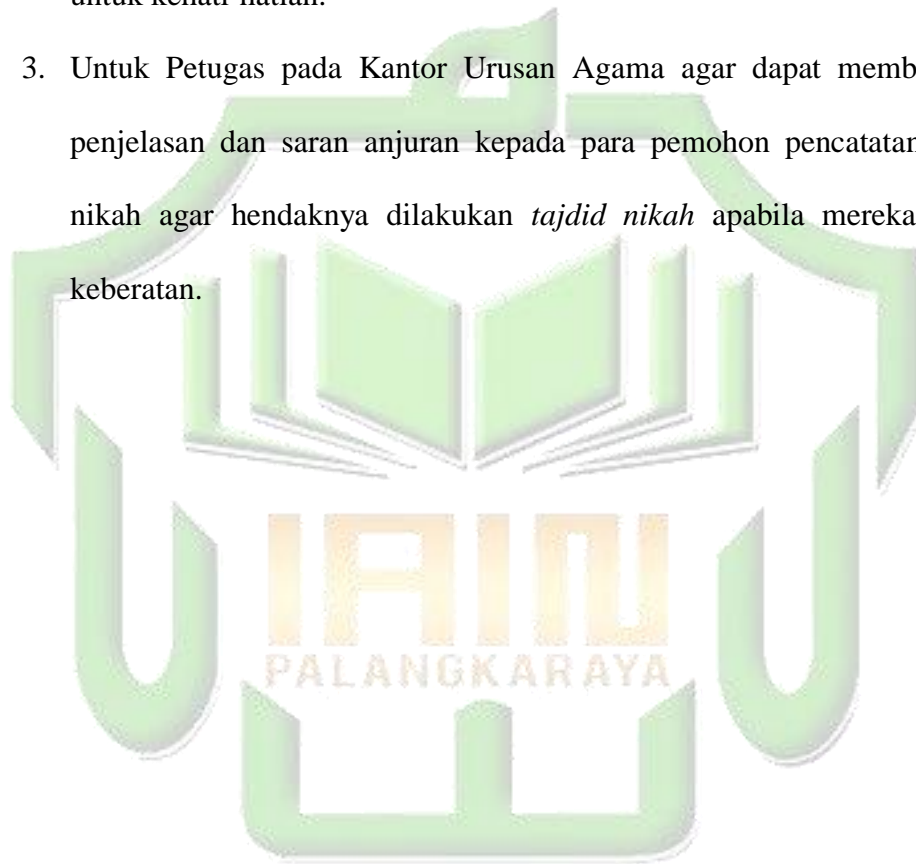 untuk kehati-hatian.
3. Untuk Petugas pada Kantor Urusan Agama agar dapat memb
penjelasan dan saran anjuran kepada para pemohon pencatatan
nikah agar hendaknya dilakukan tajdid nikah apabila mereka
keberatan.
IAIN
PALANGKARAYA